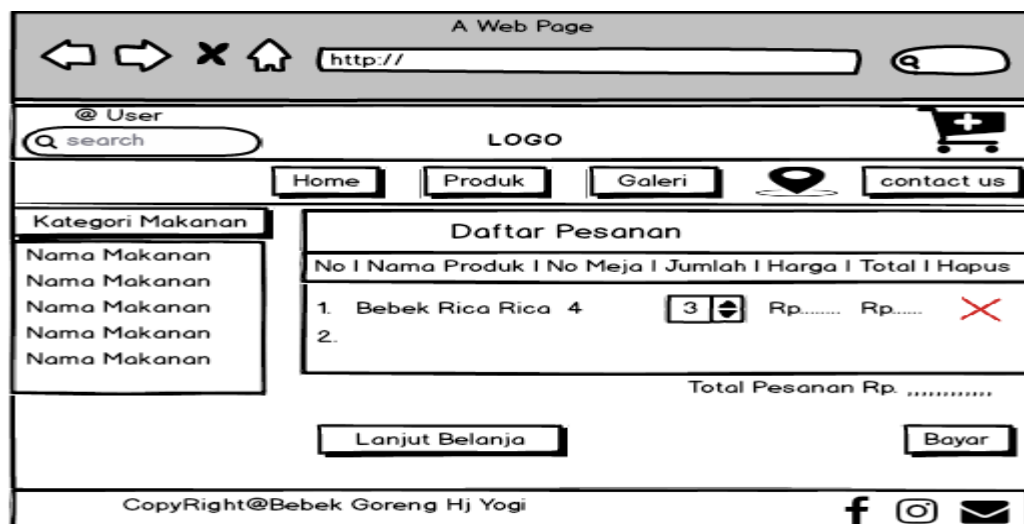 A Web Page
http://
@ User
search
LOGO
Home Produk Galeri contact us
Kategori Makanan
Nama Makanan
Nama Makanan
Nama Makanan
Nama Makanan
Nama Makanan
Daftar Pesanan
No | Nama Produk | No Meja | Jumlah | Harga | Total | Hapus
1. Bebek Rica Rica 4 3 Rp........ Rp......
2.
Total Pesanan Rp. ,,,,,,,,,,,,
Lanjut Belanja Bayar
CopyRight@Bebek Goreng Hj Yogi